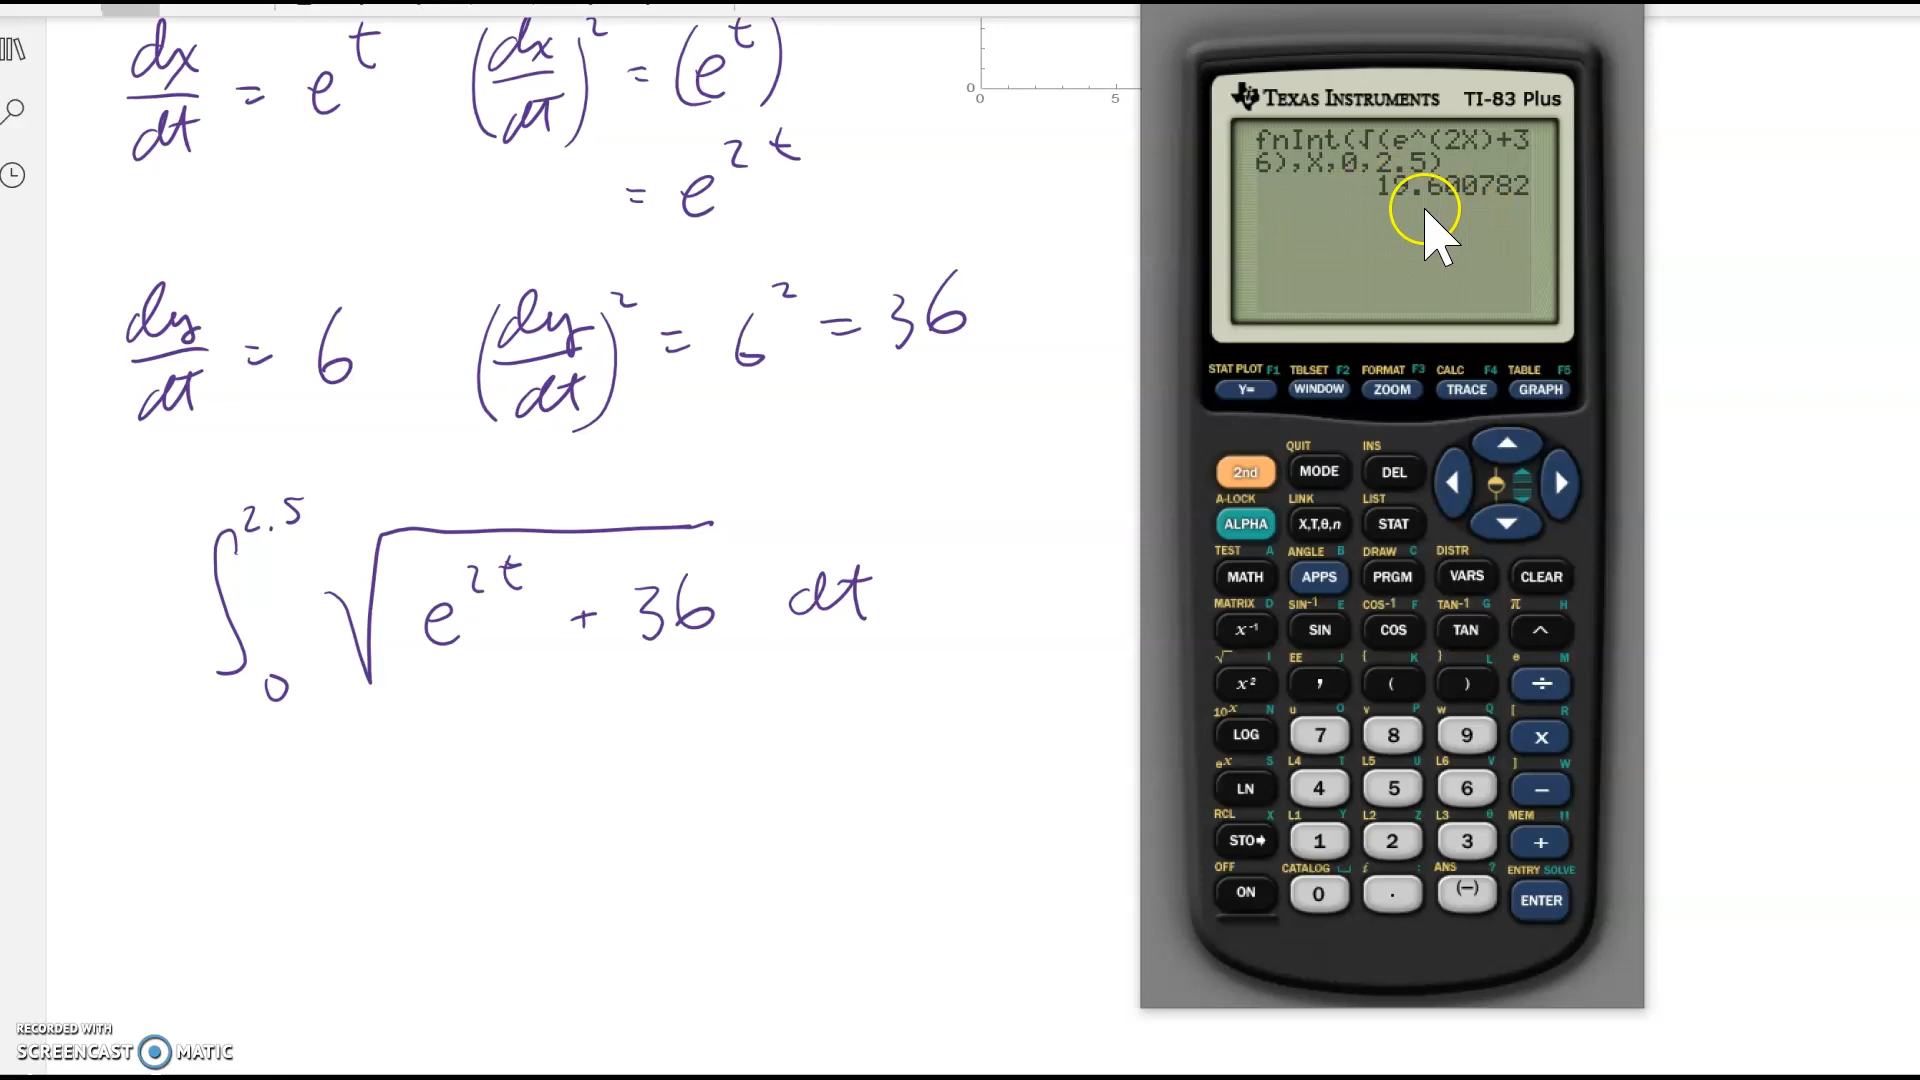 dx/dt = e^t (dx/dt)^2 = (e^t)
= e^2t
dy/dt = 6 (dy/dt)^2 = 6^2 = 36
∫_0^2.5 √(e^2t + 36) dt
0
0 5
TEXAS INSTRUMENTS TI-83 Plus
fnInt(√(e^(2X)+3
6),X,0,2.5)
19.600782
STAT PLOT F1 TBLSET F2 FORMAT F3 CALC F4 TABLE F5
Y= WINDOW ZOOM TRACE GRAPH
QUIT INS
2nd MODE DEL
A-LOCK LINK LIST
ALPHA X,T,θ,n STAT
TEST A ANGLE B DRAW C DISTR
MATH APPS PRGM VARS CLEAR
MATRIX D SIN-1 E COS-1 F TAN-1 G π H
x-1 SIN COS TAN ^
√ I EE J { K } L e M
x² , ( ) ÷
10x N u O v P w Q [ R
LOG 7 8 9 x
ex S L4 T L5 U L6 V ] W
LN 4 5 6 −
RCL X L1 Y L2 Z L3 θ MEM "
STO➡ 1 2 3 +
OFF CATALOG ⎵ i : ANS ? ENTRY SOLVE
ON 0 . (−) ENTER
RECORDED WITH
SCREENCAST MATIC